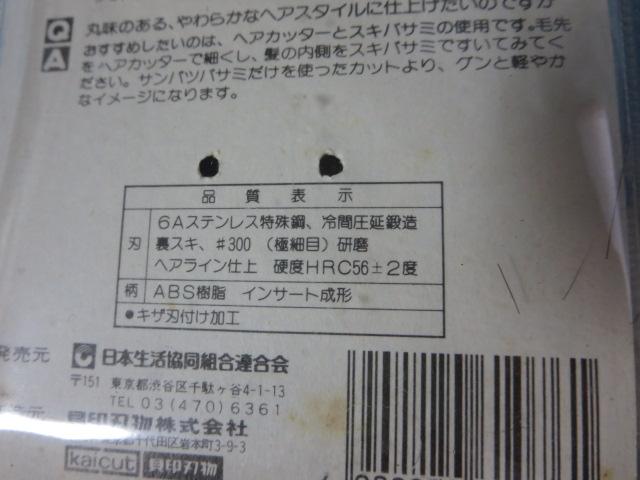 Q 丸味のある、やわらかなヘアスタイルに仕上げたいのですが
A おすすめしたいのは、ヘアカッターとスキバサミの使用です。毛先
をヘアカッターで細くし、髪の内側をスキバサミですいてみてく
ださい。サンパツバサミだけを使ったカットより、グンと軽やか
なイメージになります。
品質表示
刃 6Aステンレス特殊鋼、冷間圧延鍛造
裏スキ、#300 (極細目) 研磨
ヘアライン仕上 硬度HRC56±2度
柄 ABS樹脂 インサート成形
●キザ刃付け加工
発売元 日本生活協同組合連合会
〒151 東京都渋谷区千駄ヶ谷4-1-13
TEL 03(470)6361
売元 貝印刃物株式会社
千代田区岩本町3-9-3
kaicut 貝印刃物